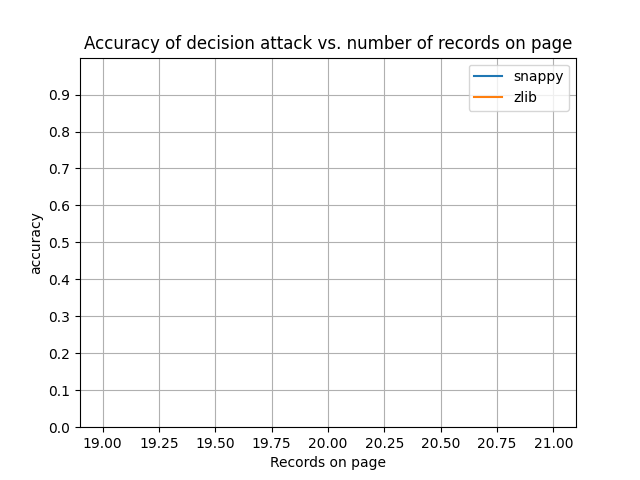 Accuracy of decision attack vs. number of records on page
snappy
zlib
accuracy
0.9
0.8
0.7
0.6
0.5
0.4
0.3
0.2
0.1
0.0
19.00 19.25 19.50 19.75 20.00 20.25 20.50 20.75 21.00
Records on page